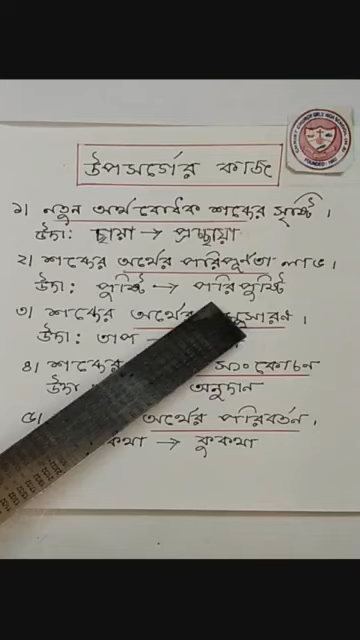 উপসর্গের কাজ
১। নতুন অর্থবোধক শব্দের সৃষ্টি।
উদা: ছায়া → প্রচ্ছায়া
২। শব্দের অর্থের পরিপূর্ণতা লাভ।
উদা: পুষ্টি → পরিপুষ্টি
৩। শব্দের অর্থের
উদা: তাপ →
৪। শব্দের সংকোচন
উদা অনুদান
৫। অর্থের পরিবর্তন।
কথা → কুকথা